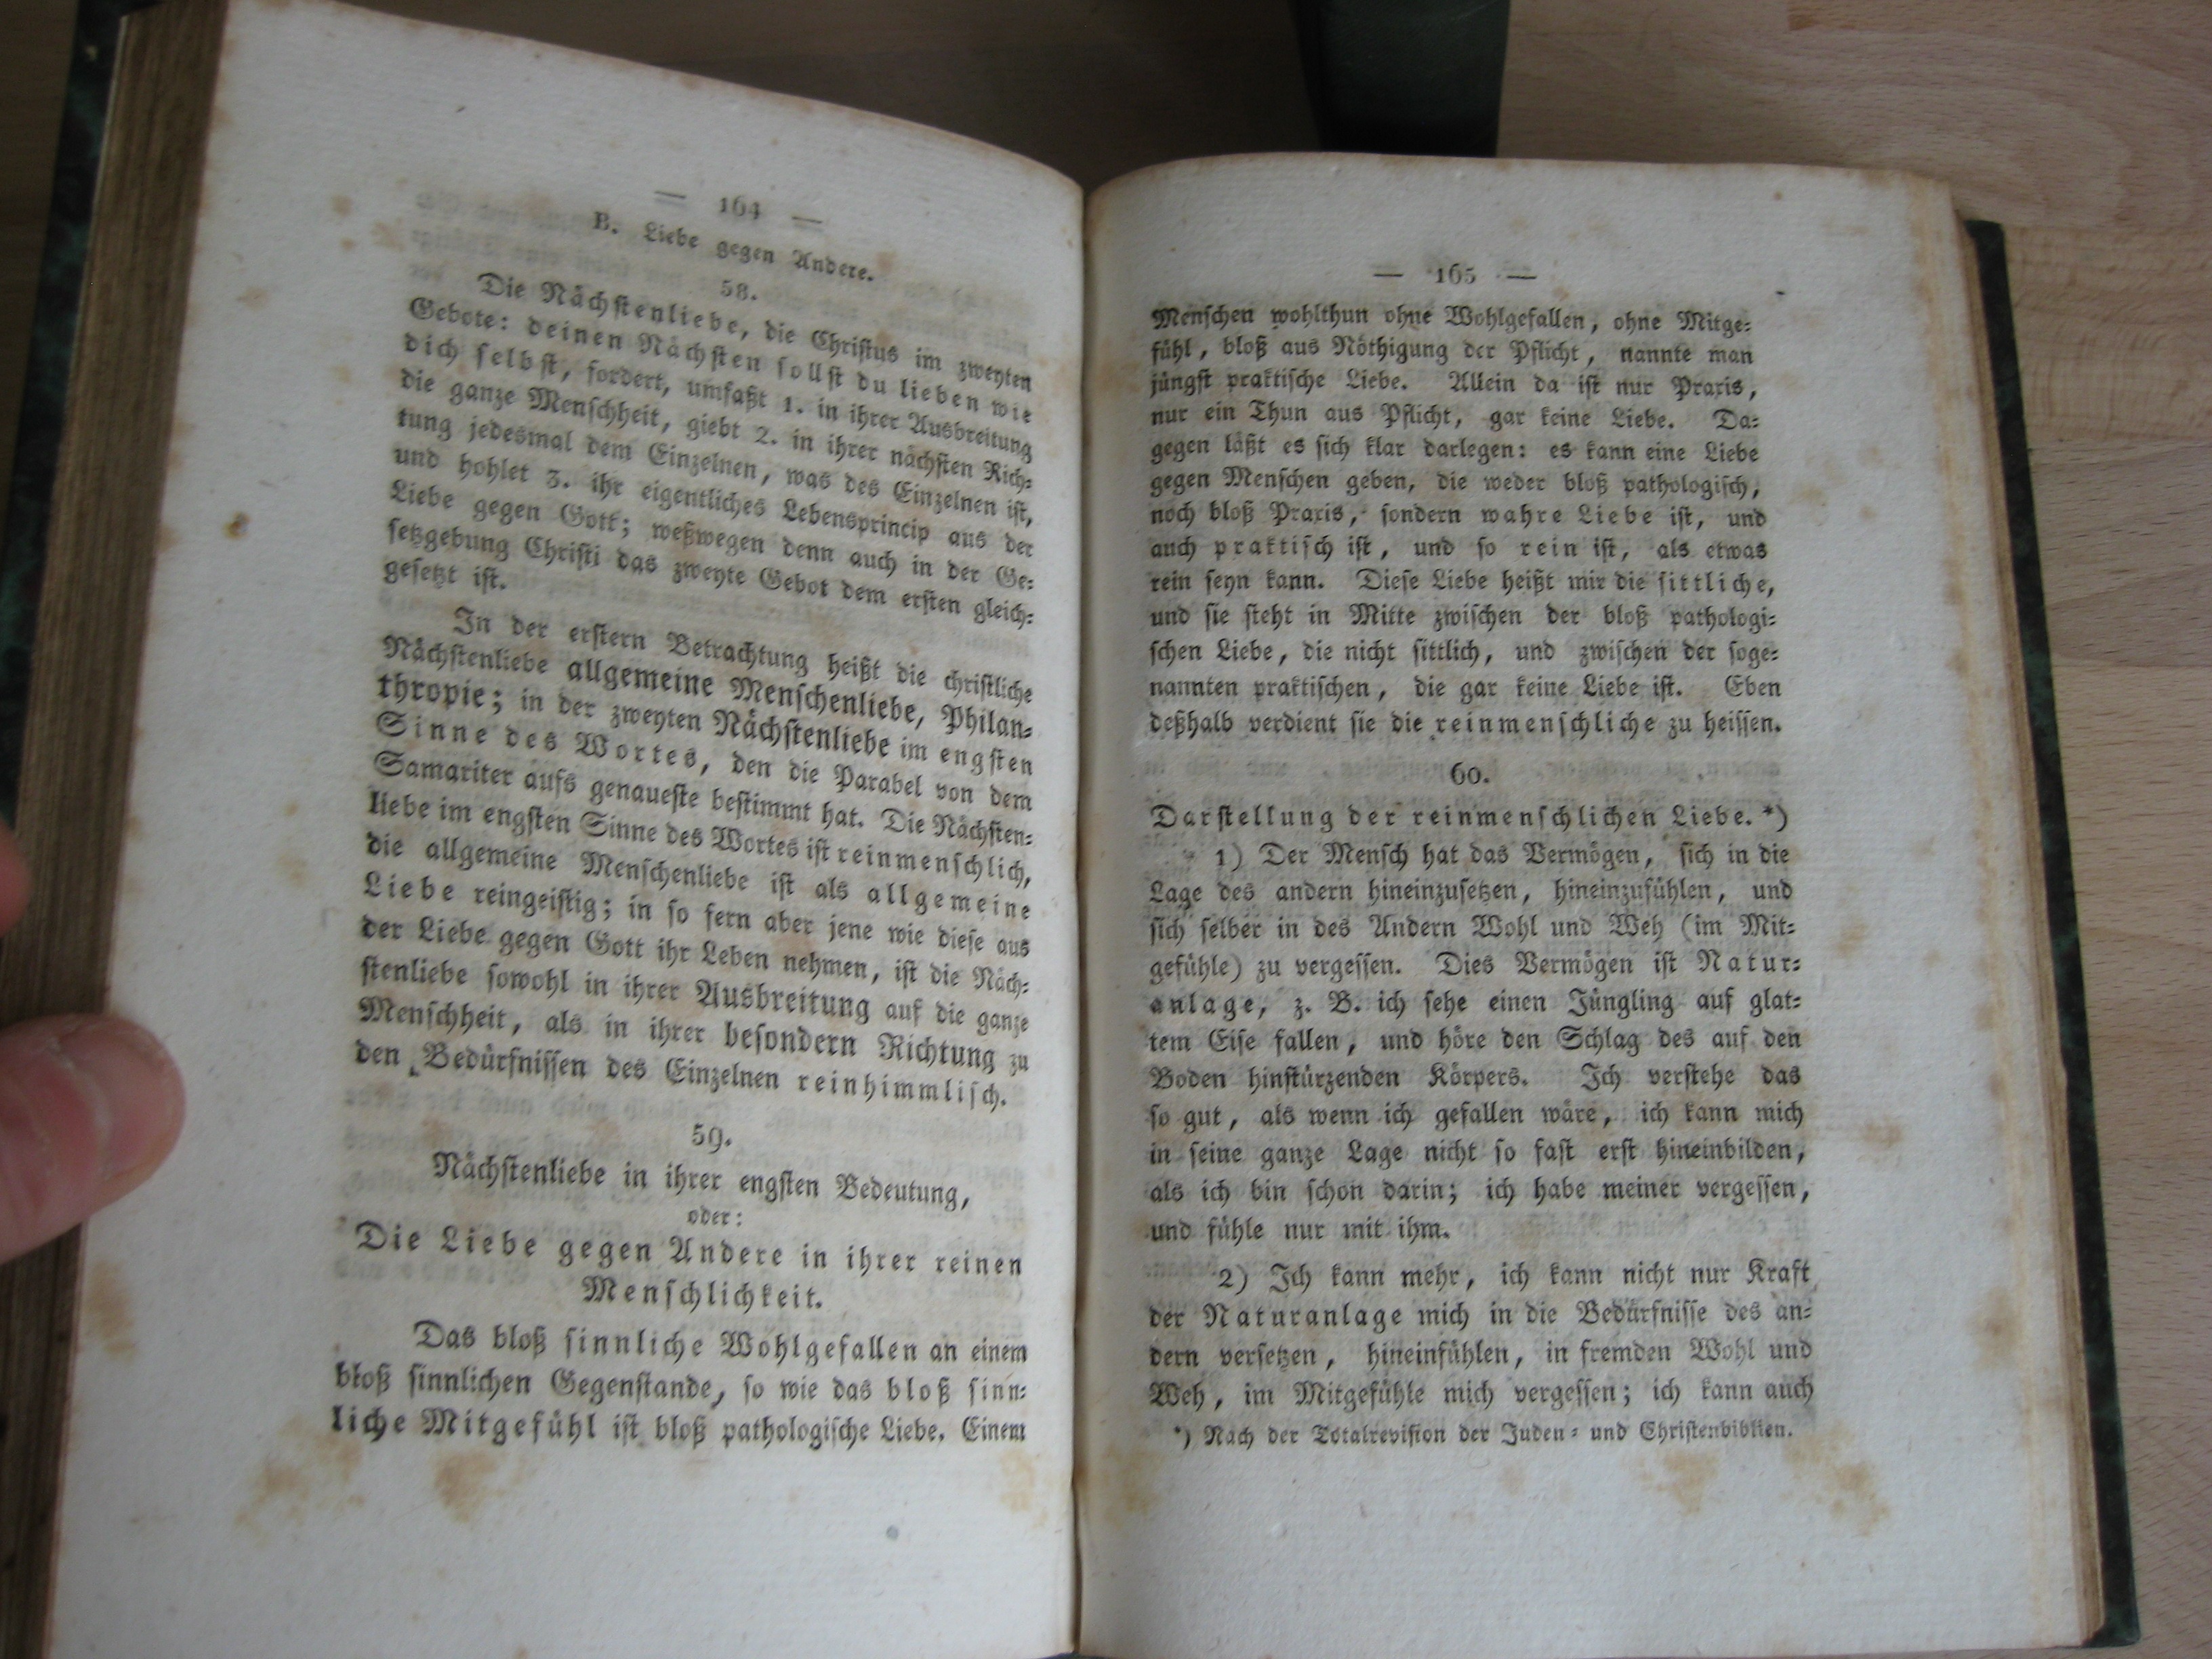 — 164 —
B. Liebe gegen Andere.
58.
Die Nächstenliebe, die Christus im zweyten
Gebote: deinen Nächsten sollst du lieben wie
dich selbst, fordert, umfaßt 1. in ihrer Ausbreitung
die ganze Menschheit, giebt 2. in ihrer nächsten Rich-
tung jedesmal dem Einzelnen, was des Einzelnen ist,
und hohlet 3. ihr eigentliches Lebensprincip aus der
Liebe gegen Gott; weßwegen denn auch in der Ge-
setzgebung Christi das zweyte Gebot dem ersten gleich-
gesetzt ist.
In der erstern Betrachtung heißt die christliche
Nächstenliebe allgemeine Menschenliebe, Philan-
thropie; in der zweyten Nächstenliebe im engsten
Sinne des Wortes, den die Parabel von dem
Samariter aufs genaueste bestimmt hat. Die Nächsten-
liebe im engsten Sinne des Wortes ist reinmenschlich,
die allgemeine Menschenliebe ist als allgemeine
Liebe reingeistig; in so fern aber jene wie diese aus
der Liebe gegen Gott ihr Leben nehmen, ist die Näch-
stenliebe sowohl in ihrer Ausbreitung auf die ganze
Menschheit, als in ihrer besondern Richtung zu
den Bedürfnissen des Einzelnen reinhimmlisch.
59.
Nächstenliebe in ihrer engsten Bedeutung,
oder:
Die Liebe gegen Andere in ihrer reinen
Menschlichkeit.
Das bloß sinnliche Wohlgefallen an einem
bloß sinnlichen Gegenstande, so wie das bloß sinn-
liche Mitgefühl ist bloß pathologische Liebe. Einem
— 165 —
Menschen wohlthun ohne Wohlgefallen, ohne Mitge-
fühl, bloß aus Nöthigung der Pflicht, nannte man
jüngst praktische Liebe. Allein da ist nur Praxis,
nur ein Thun aus Pflicht, gar keine Liebe. Da-
gegen läßt es sich klar darlegen: es kann eine Liebe
gegen Menschen geben, die weder bloß pathologisch,
noch bloß Praxis, sondern wahre Liebe ist, und
auch praktisch ist, und so rein ist, als etwas
rein seyn kann. Diese Liebe heißt mir die sittliche,
und sie steht in Mitte zwischen der bloß pathologi-
schen Liebe, die nicht sittlich, und zwischen der soge-
nannten praktischen, die gar keine Liebe ist. Eben
deßhalb verdient sie die reinmenschliche zu heissen.
60.
Darstellung der reinmenschlichen Liebe. *)
1) Der Mensch hat das Vermögen, sich in die
Lage des andern hineinzusetzen, hineinzufühlen, und
sich selber in des Andern Wohl und Weh (im Mit-
gefühle) zu vergessen. Dies Vermögen ist Natur-
anlage, z. B. ich sehe einen Jüngling auf glat-
tem Eise fallen, und höre den Schlag des auf den
Boden hinstürzenden Körpers. Ich verstehe das
so gut, als wenn ich gefallen wäre, ich kann mich
in seine ganze Lage nicht so fast erst hineinbilden,
als ich bin schon darin; ich habe meiner vergessen,
und fühle nur mit ihm.
2) Ich kann mehr, ich kann nicht nur Kraft
der Naturanlage mich in die Bedürfnisse des an-
dern versetzen, hineinfühlen, in fremden Wohl und
Weh, im Mitgefühle mich vergessen; ich kann auch
*) Nach der Totalrevision der Juden- und Christenbiblien.